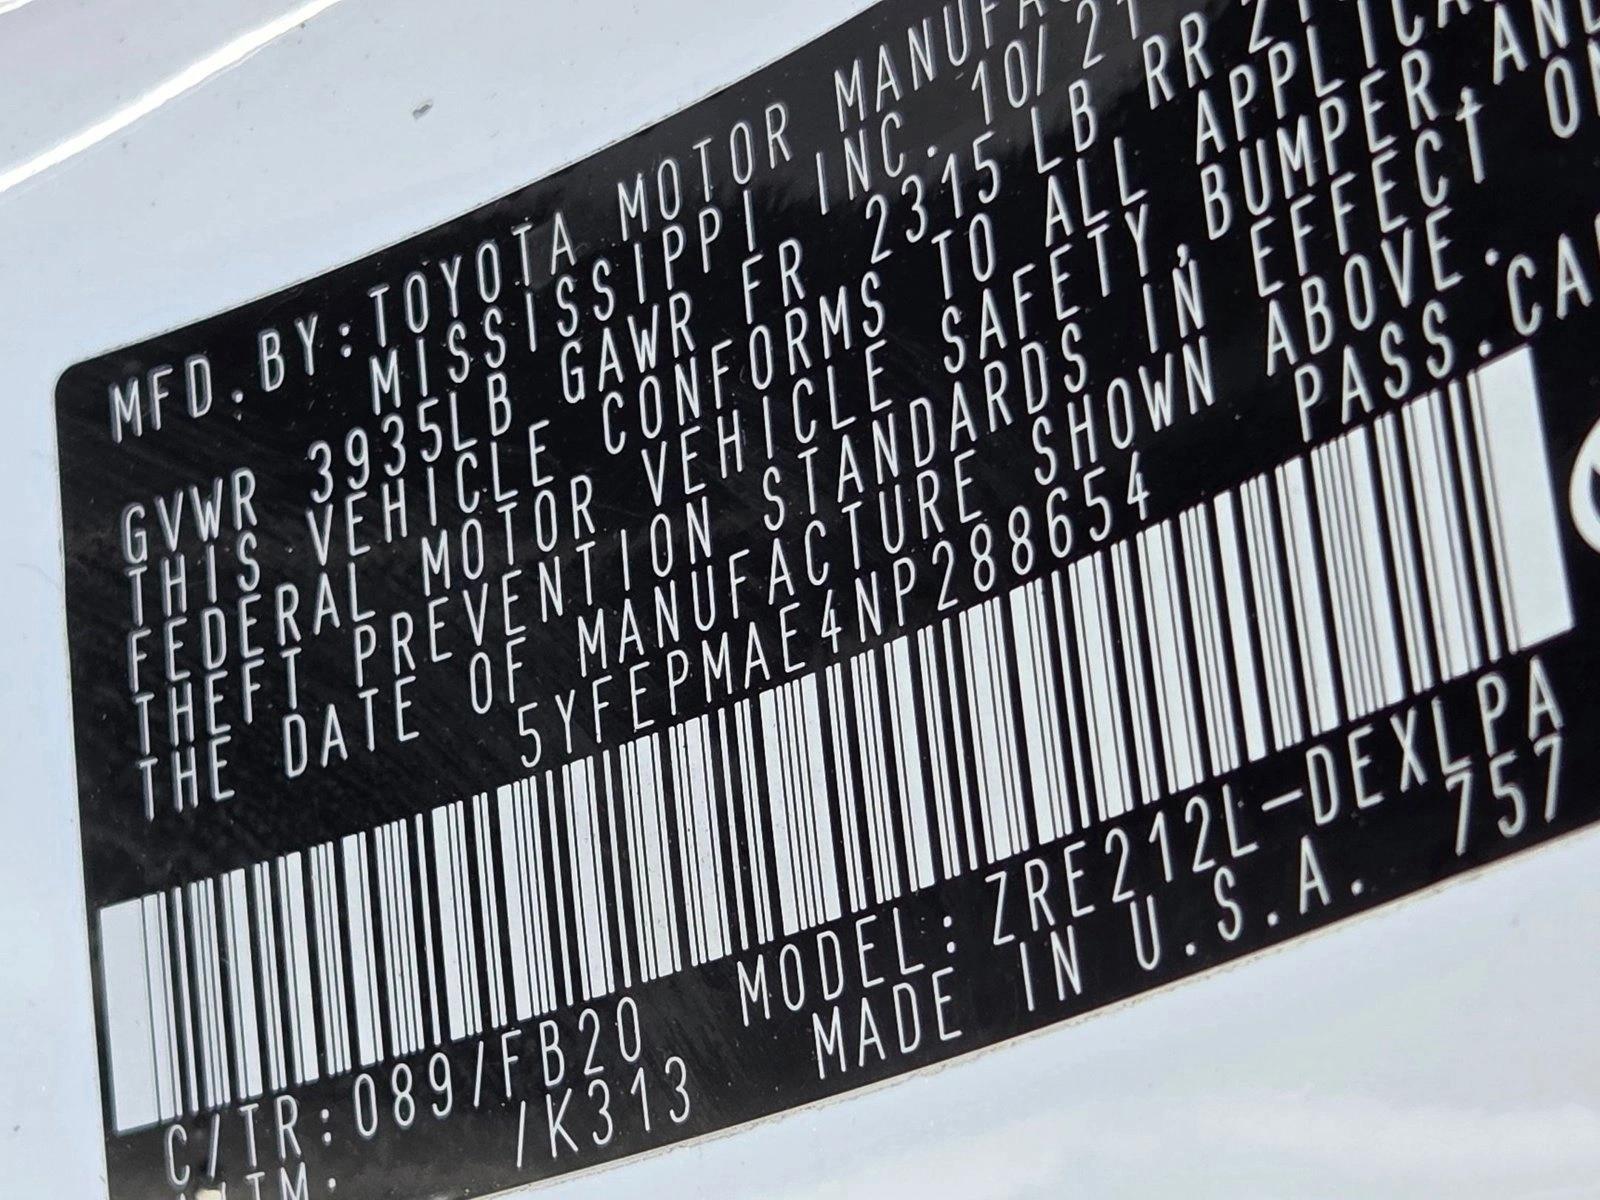 MFD.BY:TOYOTA MOTOR MANUFA
MISSISSIPPI INC. 10/21
GVWR 3935LB GAWR FR 2315 LB RR
THIS VEHICLE CONFORMS TO ALL APPLICA
FEDERAL MOTOR VEHICLE SAFETY,BUMPER,AND
THEFT PREVENTION STANDARDS IN EFFECT ON
THE DATE OF MANUFACTURE SHOWN ABOVE.
5YFEPMAE4NP288654 PASS.CA
C/TR:089/FB20 MODEL:ZRE212L-DEXLPA
/K313 MADE IN U.S.A. 757